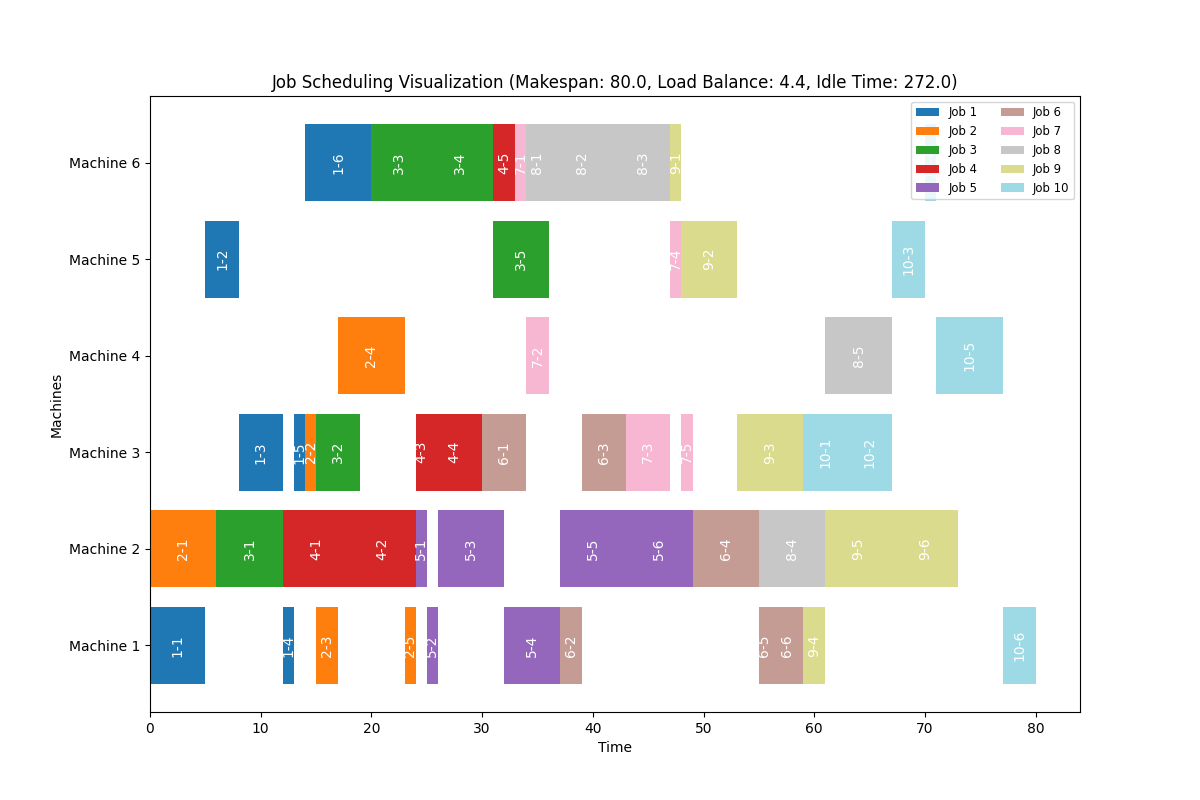 Job Scheduling Visualization (Makespan: 80.0, Load Balance: 4.4, Idle Time: 272.0)
Job 1 Job 6
Job 2 Job 7
Job 3 Job 8
Job 4 Job 9
Job 5 Job 10
Machine 6 1-6 3-3 3-4 4-5 7-1 8-1 8-2 8-3 9-1
Machine 5 1-2 3-5 7-4 9-2 10-3
Machine 4 2-4 7-2 8-5 10-5
Machine 3 1-3 1-5 2-2 3-2 4-3 4-4 6-1 6-3 7-3 7-5 9-3 10-1 10-2
Machine 2 2-1 3-1 4-1 4-2 5-1 5-3 5-5 5-6 6-4 8-4 9-5 9-6
Machine 1 1-1 1-4 2-3 2-5 5-2 5-4 6-2 6-5 6-6 9-4 10-6
Machines
0 10 20 30 40 50 60 70 80
Time